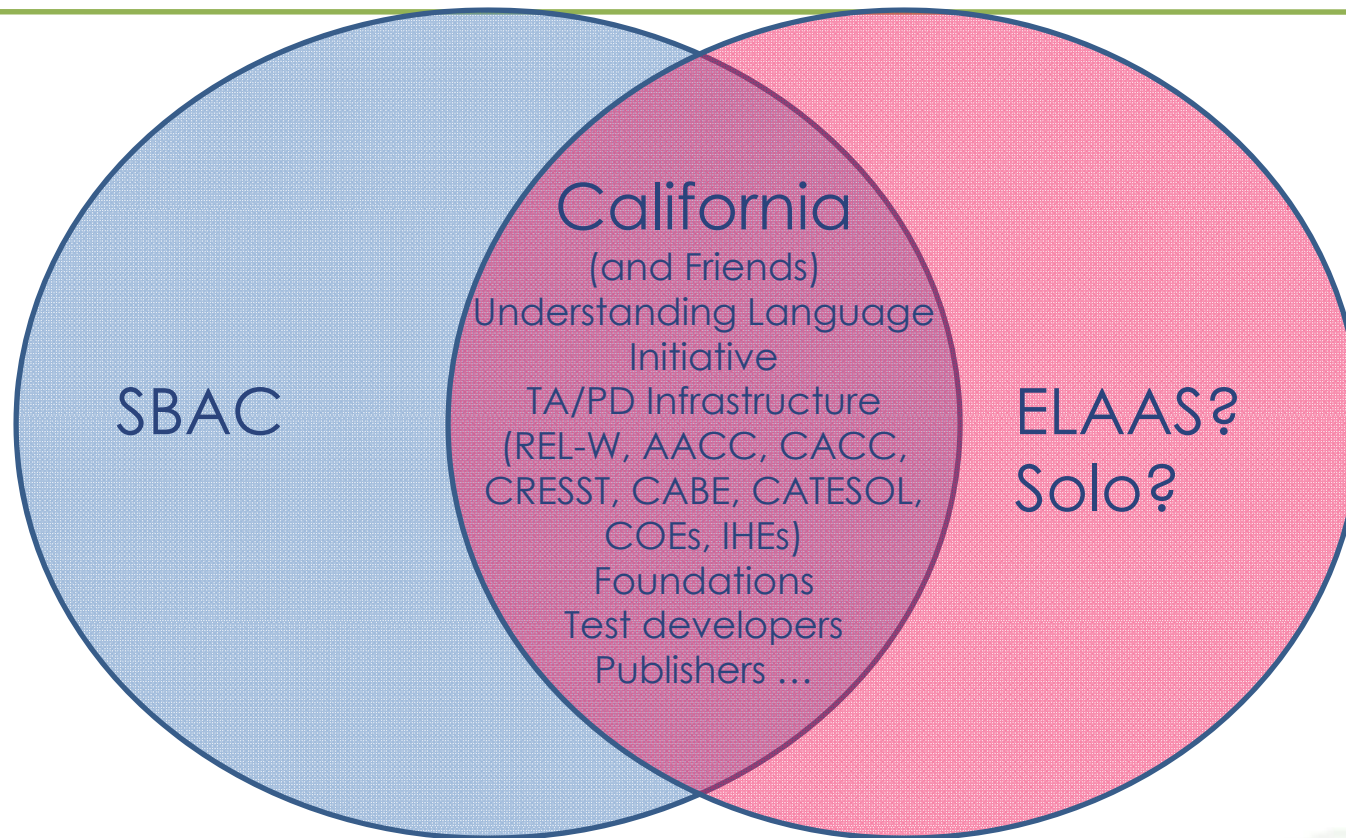 California
(and Friends)
Understanding Language
Initiative
TA/PD Infrastructure
(REL-W, AACC, CACC,
CRESST, CABE, CATESOL,
COEs, IHEs)
Foundations
Test developers
Publishers …
SBAC
ELAAS?
Solo?